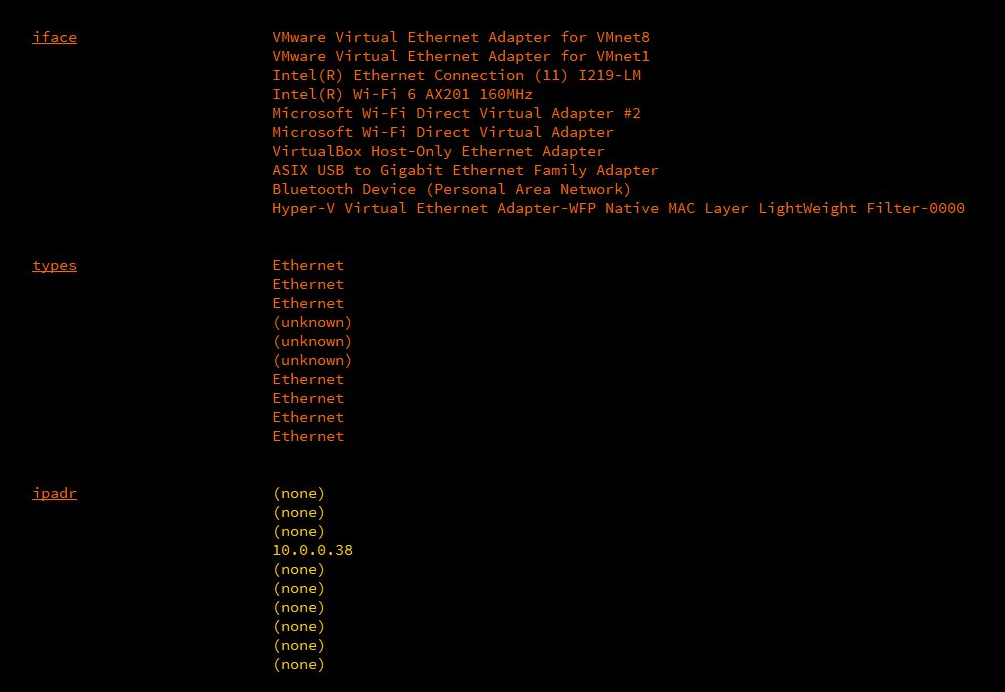 iface VMware Virtual Ethernet Adapter for VMnet8
VMware Virtual Ethernet Adapter for VMnet1
Intel(R) Ethernet Connection (11) I219-LM
Intel(R) Wi-Fi 6 AX201 160MHz
Microsoft Wi-Fi Direct Virtual Adapter #2
Microsoft Wi-Fi Direct Virtual Adapter
VirtualBox Host-Only Ethernet Adapter
ASIX USB to Gigabit Ethernet Family Adapter
Bluetooth Device (Personal Area Network)
Hyper-V Virtual Ethernet Adapter-WFP Native MAC Layer LightWeight Filter-0000
types Ethernet
Ethernet
Ethernet
(unknown)
(unknown)
(unknown)
Ethernet
Ethernet
Ethernet
Ethernet
ipadr (none)
(none)
(none)
10.0.0.38
(none)
(none)
(none)
(none)
(none)
(none)